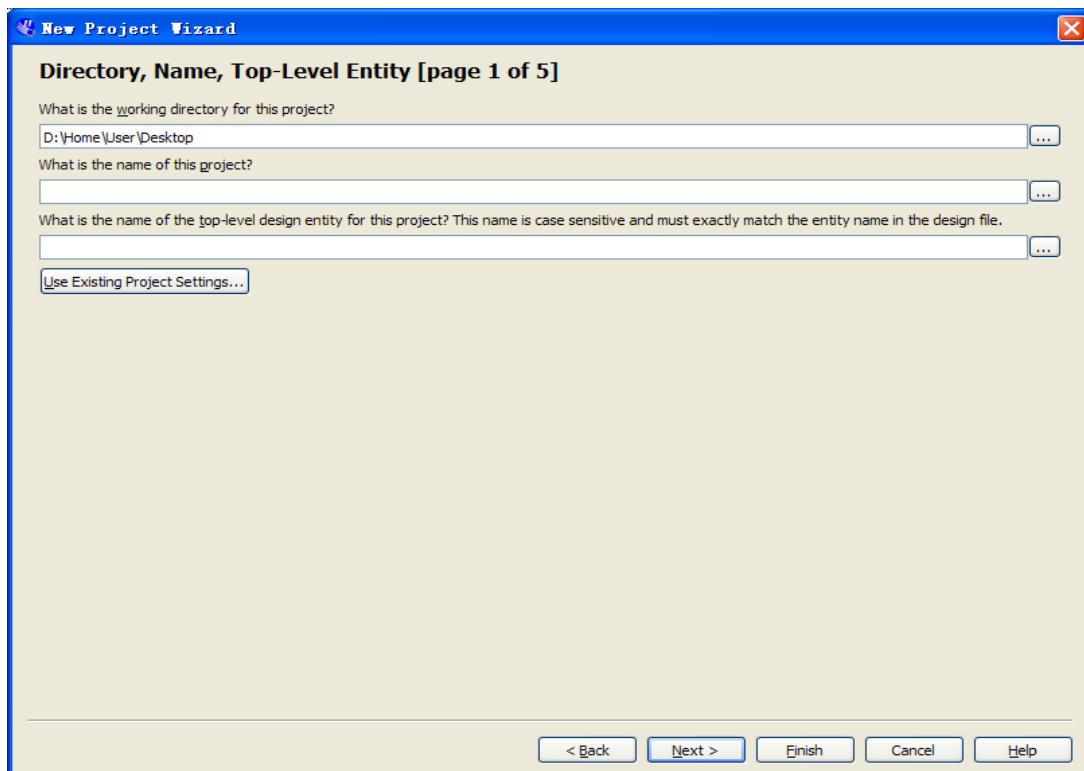 New Project Wizard
Directory, Name, Top-Level Entity [page 1 of 5]
What is the working directory for this project?
D:\Home\User\Desktop
...
What is the name of this project?
...
What is the name of the top-level design entity for this project? This name is case sensitive and must exactly match the entity name in the design file.
...
Use Existing Project Settings...
< Back Next > Finish Cancel Help